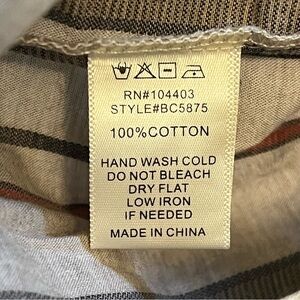 RN#104403
STYLE#BC5875
100%COTTON
HAND WASH COLD
DO NOT BLEACH
DRY FLAT
LOW IRON
IF NEEDED
MADE IN CHINA